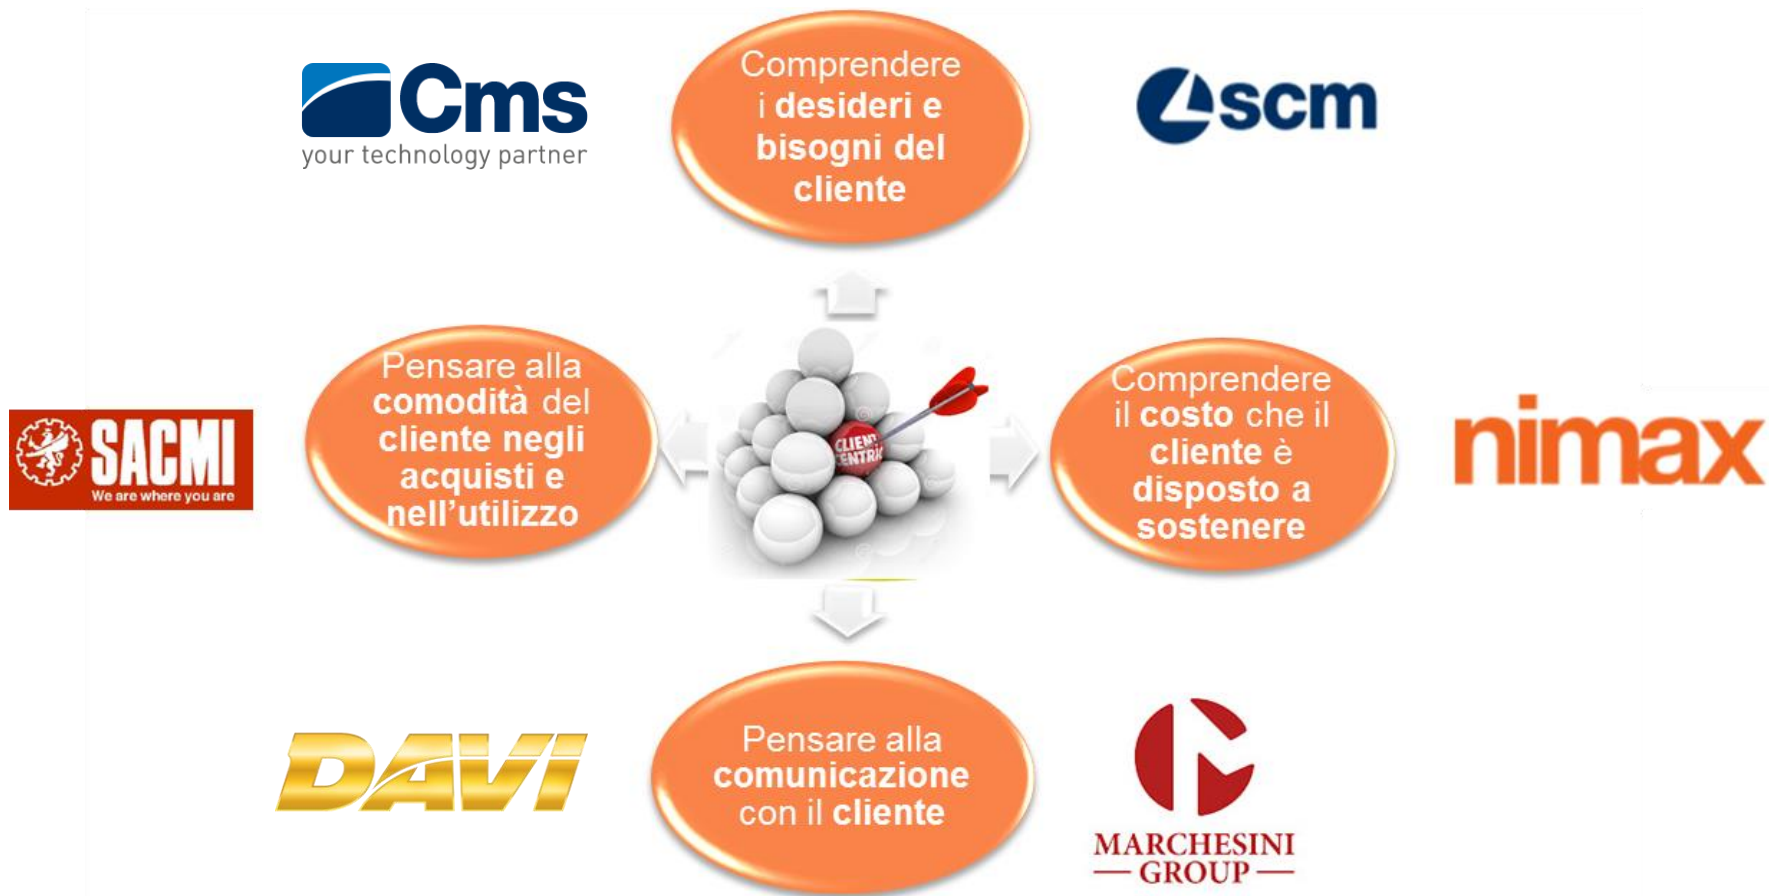 Cms
your technology partner
Comprendere
i desideri e
bisogni del
cliente
scm
SACMI
We are where you are
Pensare alla
comodità del
cliente negli
acquisti e
nell'utilizzo
CLIENT
CENTRIC
Comprendere
il costo che il
cliente è
disposto a
sostenere
nimax
DAVI
Pensare alla
comunicazione
con il cliente
MARCHESINI
GROUP